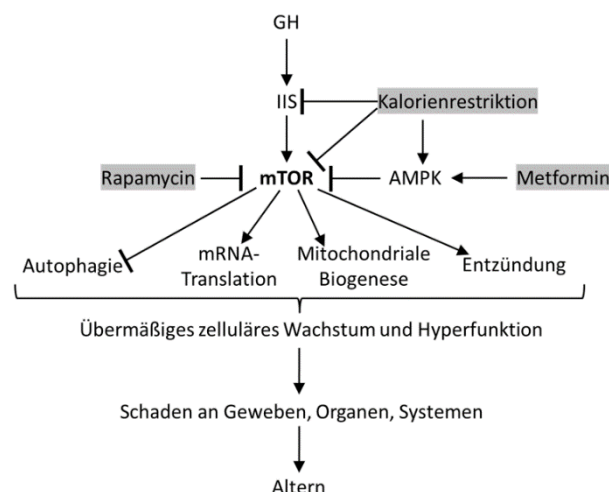 GH
IIS
Kalorienrestriktion
Rapamycin
mTOR
AMPK
Metformin
Autophagie
mRNA-
Translation
Mitochondriale
Biogenese
Entzündung
Übermäßiges zelluläres Wachstum und Hyperfunktion
Schaden an Geweben, Organen, Systemen
Altern